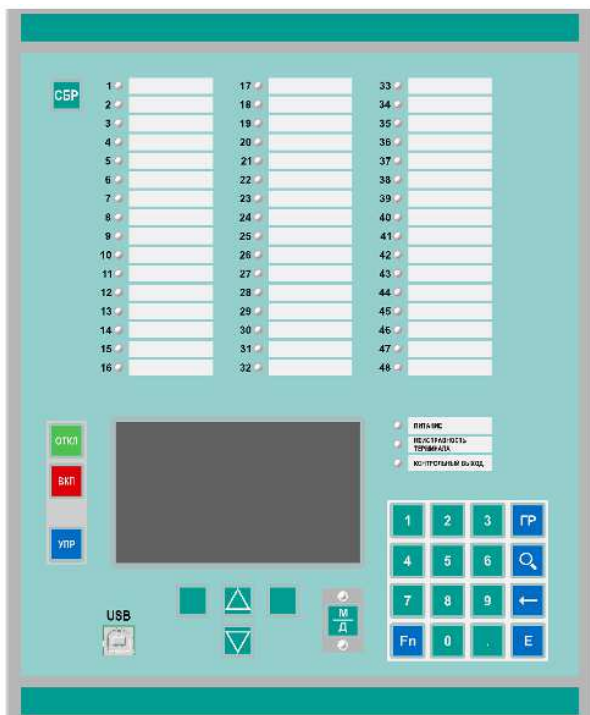 СБР
1 17 33
2 18 34
3 19 35
4 20 36
5 21 37
6 22 38
7 23 39
8 24 40
9 25 41
10 26 42
11 27 43
12 28 44
13 29 45
14 30 46
15 31 47
16 32 48
ПИТАНИЕ
НЕИСПРАВНОСТЬ
ТЕРМИНАЛА
КОНТРОЛЬНЫЙ ВЫХОД
ОТКЛ
ВКЛ
УПР
USB
М
Д
1 2 3 ГР
4 5 6
7 8 9 ←
Fn 0 . E